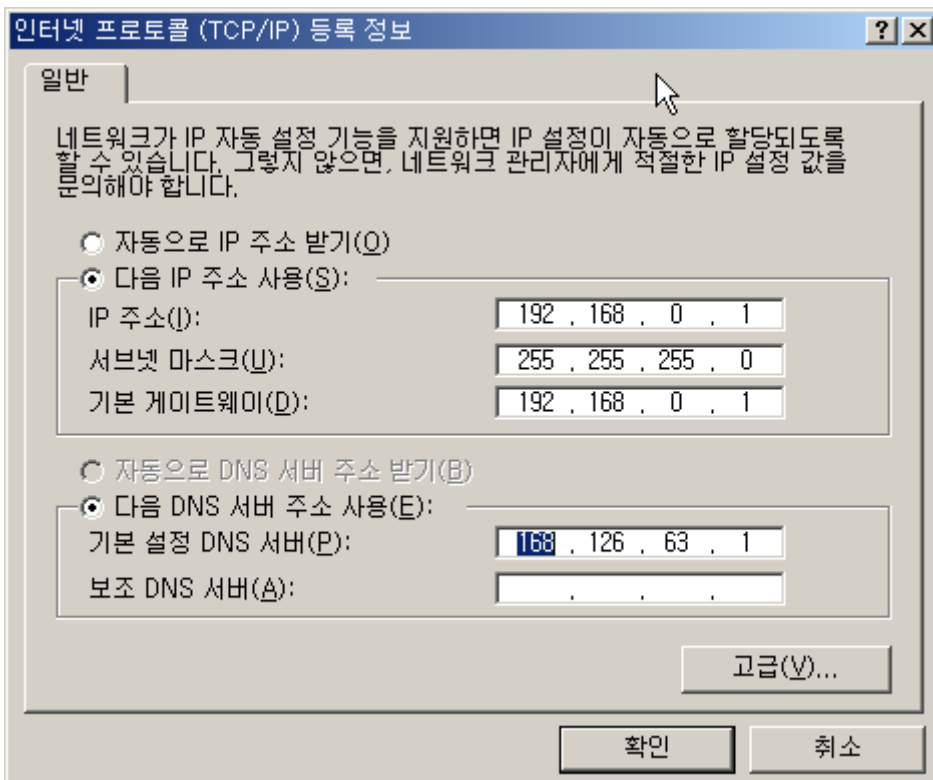 인터넷 프로토콜 (TCP/IP) 등록 정보
일반
네트워크가 IP 자동 설정 기능을 지원하면 IP 설정이 자동으로 할당되도록
할 수 있습니다. 그렇지 않으면, 네트워크 관리자에게 적절한 IP 설정 값을
문의해야 합니다.
자동으로 IP 주소 받기(O)
다음 IP 주소 사용(S):
IP 주소(I): 192 . 168 . 0 . 1
서브넷 마스크(U): 255 . 255 . 255 . 0
기본 게이트웨이(D): 192 . 168 . 0 . 1
자동으로 DNS 서버 주소 받기(B)
다음 DNS 서버 주소 사용(E):
기본 설정 DNS 서버(P): 168 . 126 . 63 . 1
보조 DNS 서버(A): . . .
고급(V)...
확인 취소